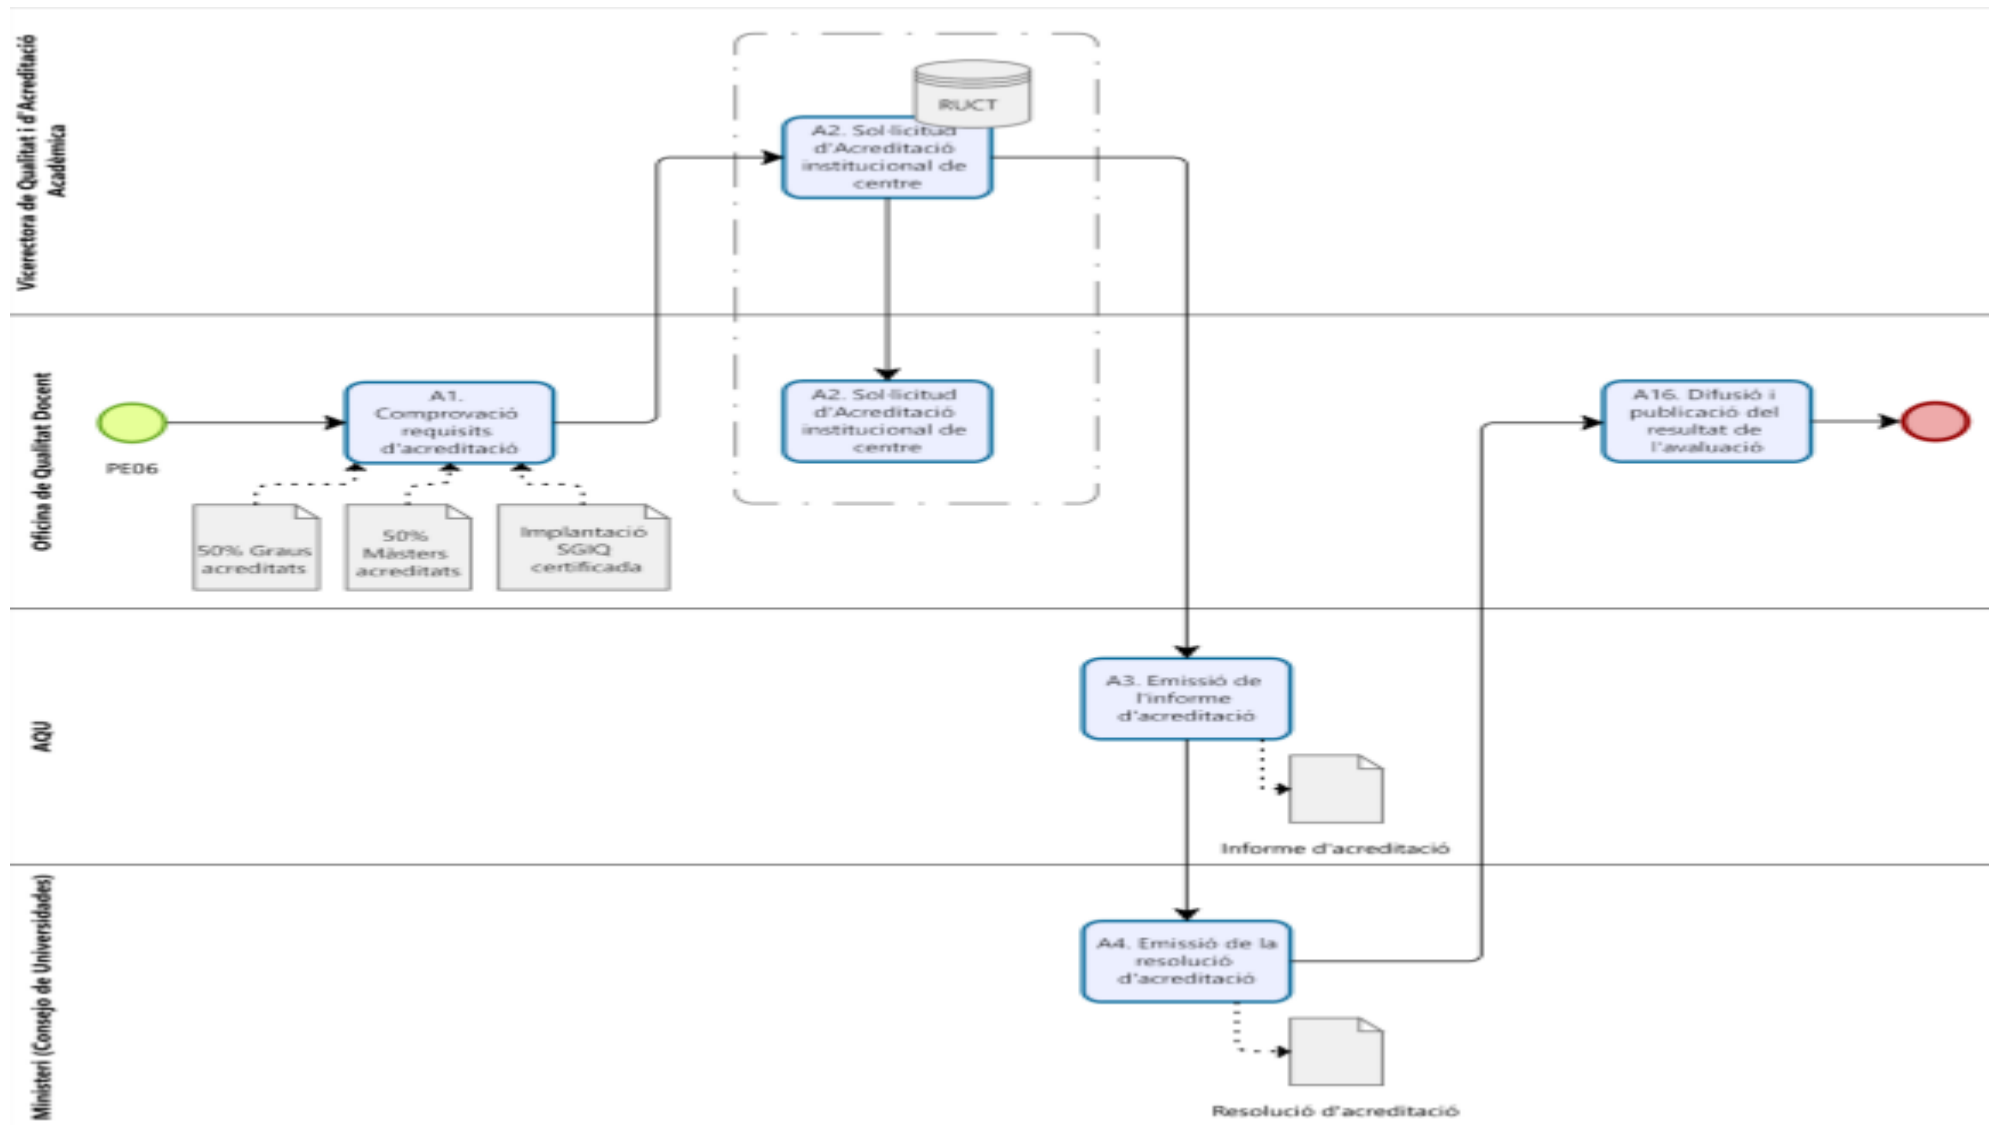 Vicerectora de Qualitat i d'Acreditació
Acadèmica
RUCT
A2. Sol·licitud
d'Acreditació
institucional de
centre
Oficina de Qualitat Docent
PE06
A1.
Comprovació
requisits
d'acreditació
50% Graus
acreditats
50%
Màsters
acreditats
Implantació
SGIQ
certificada
A2. Sol·licitud
d'Acreditació
institucional de
centre
A16. Difusió i
publicació del
resultat de
l'avaluació
AQU
A3. Emissió de
l'informe
d'acreditació
Informe d'acreditació
Ministeri (Consejo de Universidades)
A4. Emissió de la
resolució
d'acreditació
Resolució d'acreditació